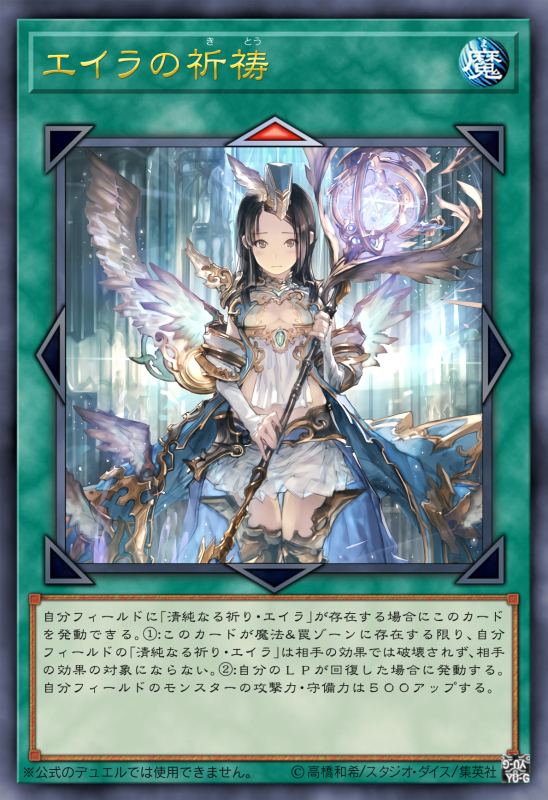 きとう
エイラの祈祷
魔
自分フィールドに「清純なる祈り・エイラ」が存在する場合にこのカード
を発動できる。①:このカードが魔法&罠ゾーンに存在する限り、自分
フィールドの「清純なる祈り・エイラ」は相手の効果では破壊されず、相手
の効果の対象にならない。②:自分のLPが回復した場合に発動する。
自分フィールドのモンスターの攻撃力・守備力は500アップする。
※公式のデュエルでは使用できません。 ©高橋和希/スタジオ・ダイス/集英社